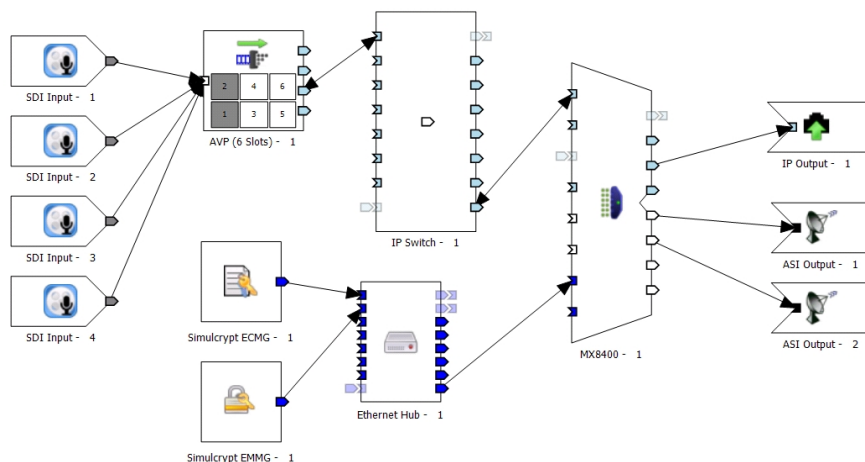 SDI Input - 1
SDI Input - 2
SDI Input - 3
SDI Input - 4
2 4 6
1 3 5
AVP (6 Slots) - 1
IP Switch - 1
Simulcrypt ECMG - 1
Simulcrypt EMMG - 1
Ethernet Hub - 1
MX8400 - 1
IP Output - 1
ASI Output - 1
ASI Output - 2